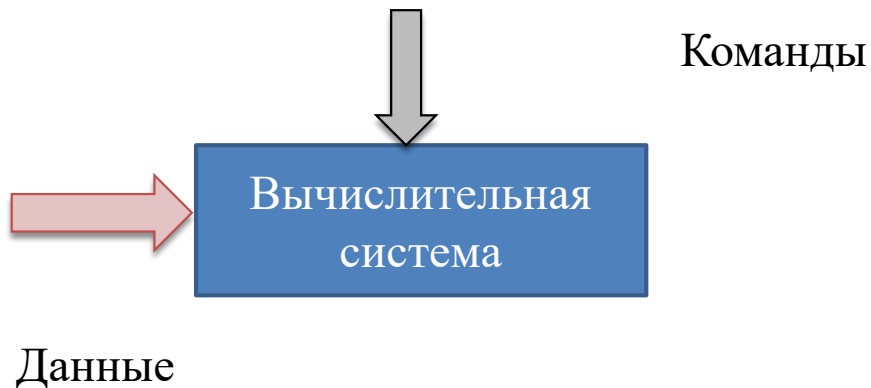 Команды
Вычислительная
система
Данные